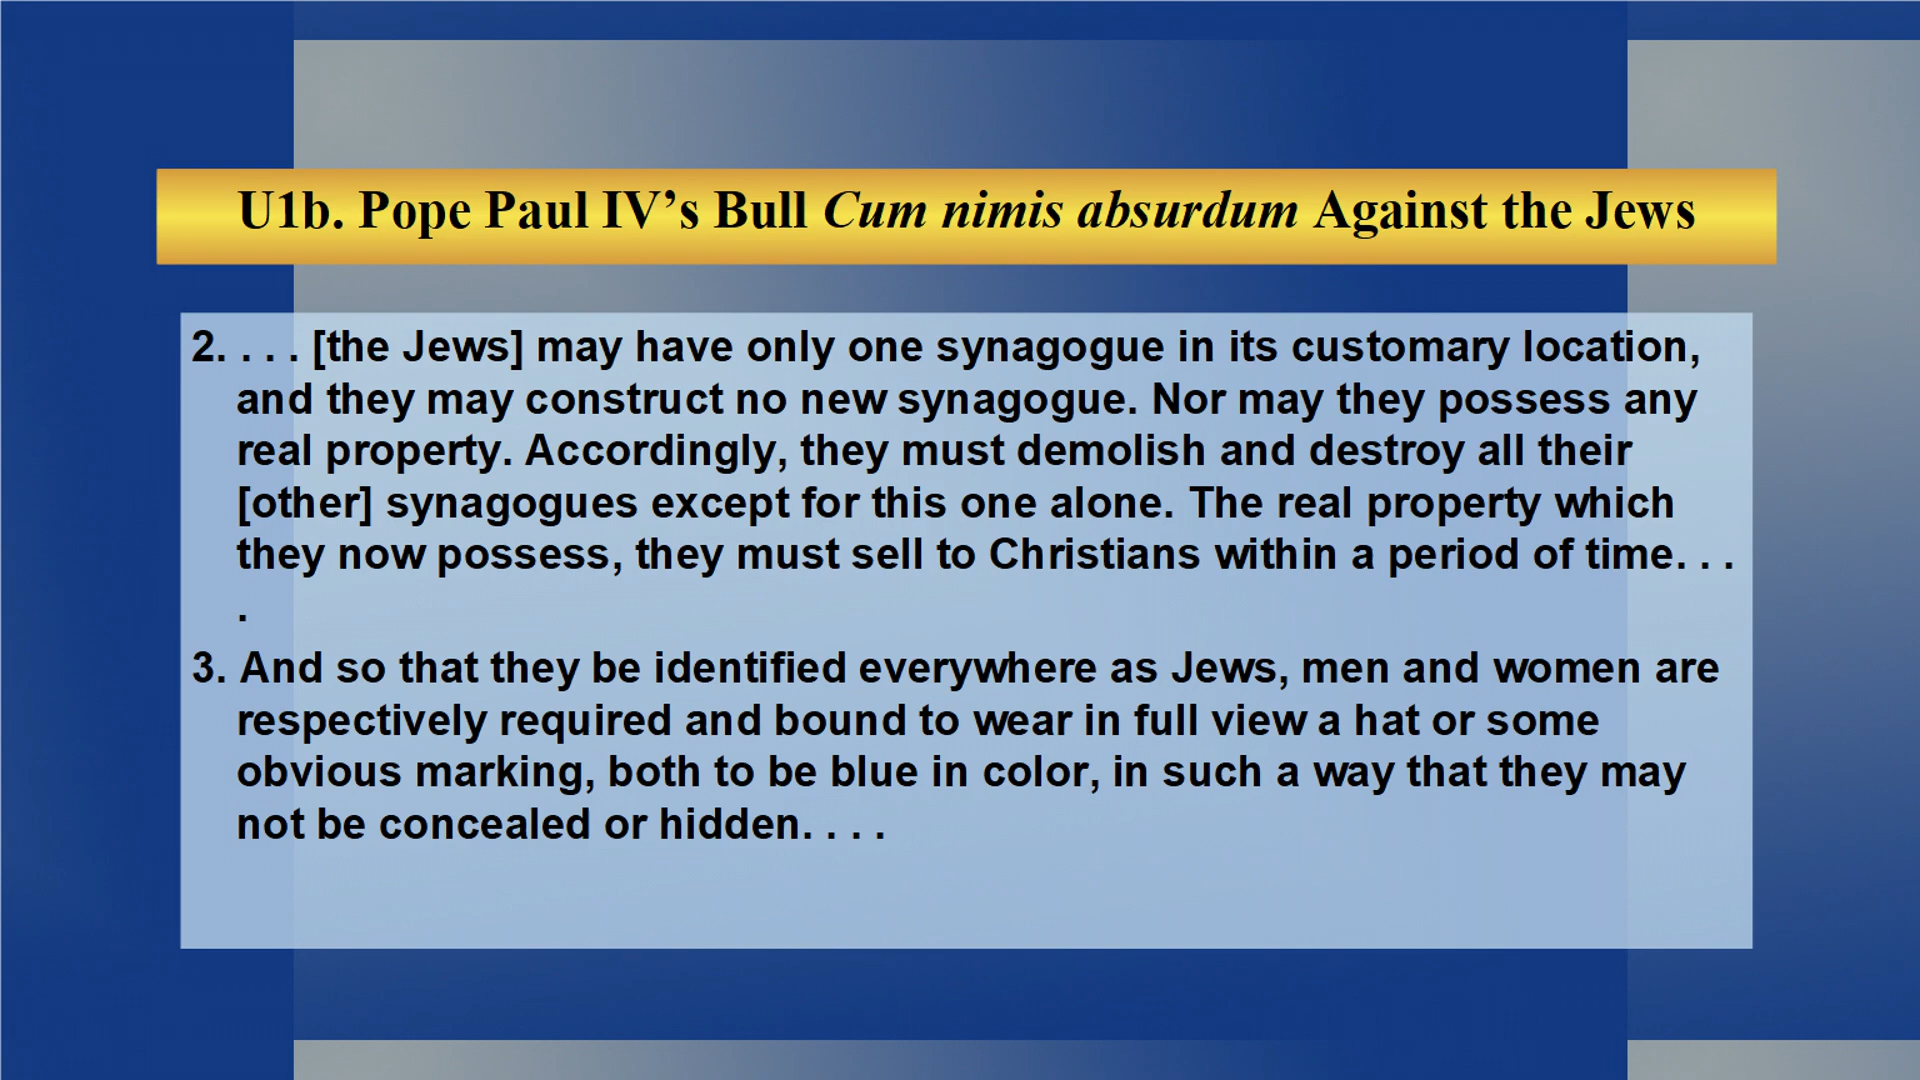 U1b. Pope Paul IV’s Bull Cum nimis absurdum Against the Jews
2. . . . [the Jews] may have only one synagogue in its customary location,
and they may construct no new synagogue. Nor may they possess any
real property. Accordingly, they must demolish and destroy all their
[other] synagogues except for this one alone. The real property which
they now possess, they must sell to Christians within a period of time. . .
.
3. And so that they be identified everywhere as Jews, men and women are
respectively required and bound to wear in full view a hat or some
obvious marking, both to be blue in color, in such a way that they may
not be concealed or hidden. . . .